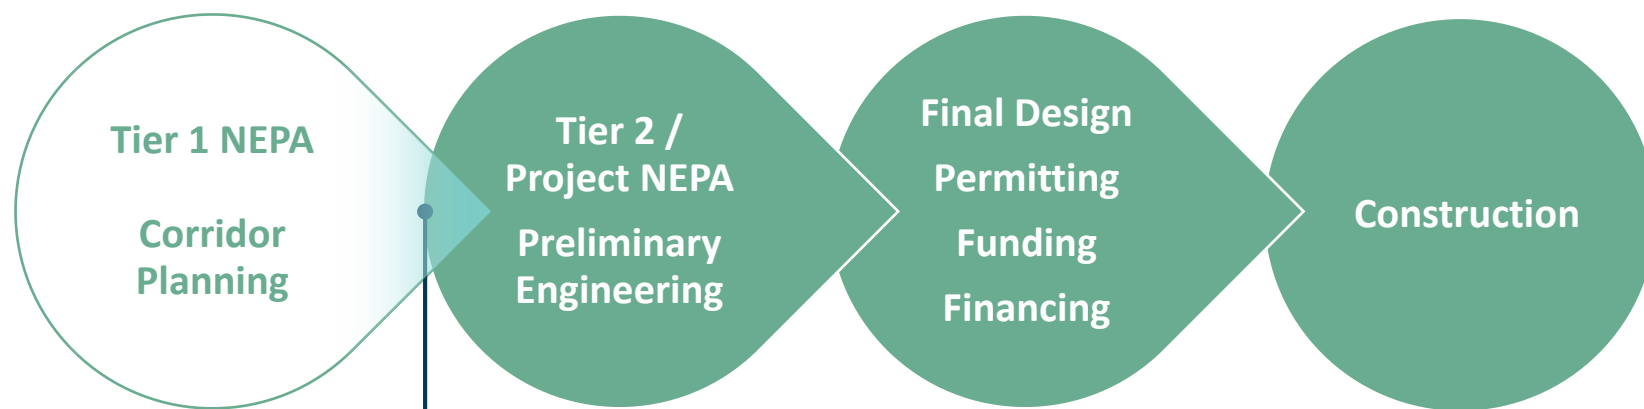 Tier 1 NEPA
Corridor
Planning
Tier 2 /
Project NEPA
Preliminary
Engineering
Final Design
Permitting
Funding
Financing
Construction